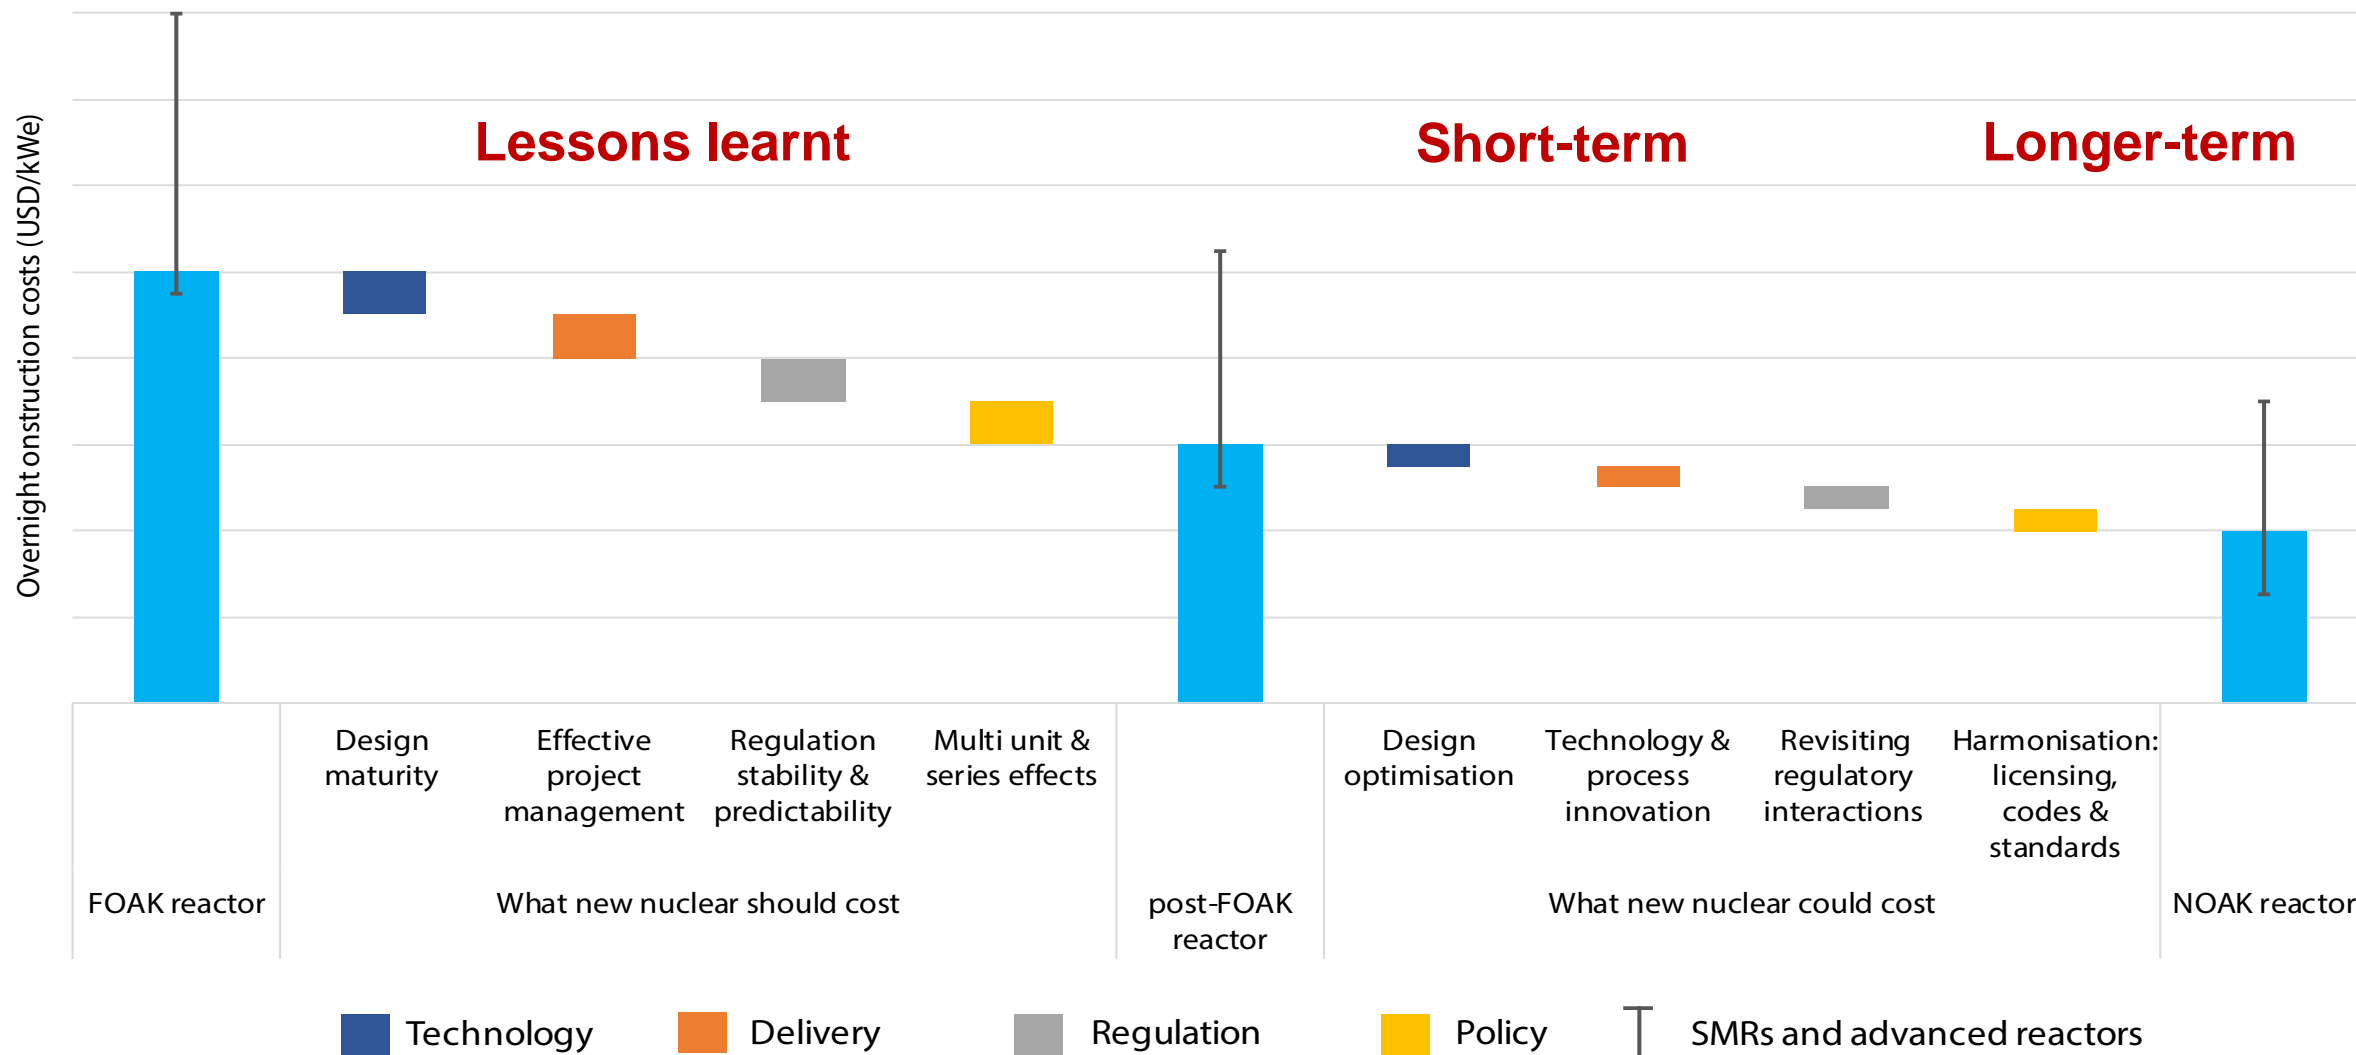 Overnight onstruction costs (USD/kWe)
Lessons learnt
Short-term
Longer-term
Design
maturity
Effective
project
management
Regulation
stability &
predictability
Multi unit &
series effects
Design
optimisation
Technology &
process
innovation
Revisiting
regulatory
interactions
Harmonisation:
licensing,
codes &
standards
FOAK reactor
What new nuclear should cost
post-FOAK
reactor
What new nuclear could cost
NOAK reactor
Technology
Delivery
Regulation
Policy
SMRs and advanced reactors